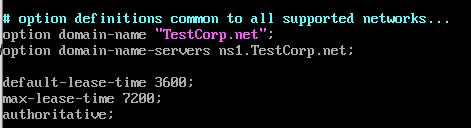 # option definitions common to all supported networks...
option domain-name "TestCorp.net";
option domain-name-servers ns1.TestCorp.net;
default-lease-time 3600;
max-lease-time 7200;
authoritative;